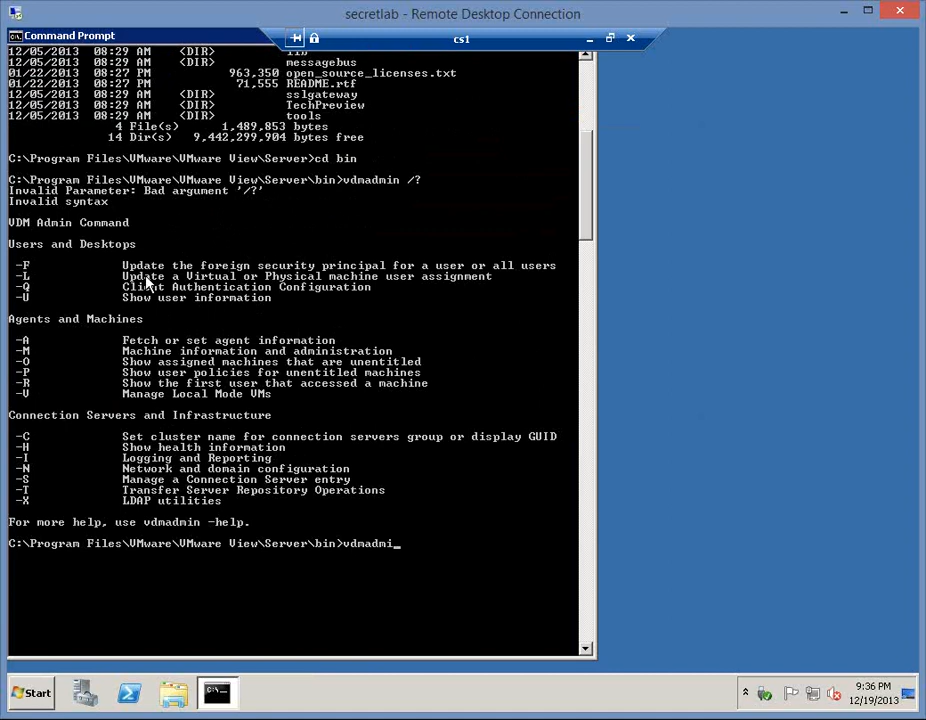 secretlab - Remote Desktop Connection
Command Prompt
cs1
12/05/2013 08:29 AM <DIR> lib
12/05/2013 08:29 AM <DIR> messagebus
01/22/2013 08:27 PM 963,350 open_source_licenses.txt
01/22/2013 08:27 PM 71,555 README.rtf
12/05/2013 08:29 AM <DIR> sslgateway
12/05/2013 08:29 AM <DIR> TechPreview
12/05/2013 08:29 AM <DIR> tools
4 File(s) 1,489,853 bytes
14 Dir(s) 9,442,299,904 bytes free
C:\Program Files\VMware\VMware View\Server>cd bin
C:\Program Files\VMware\VMware View\Server\bin>vdmadmin /?
Invalid Parameter: Bad argument '/?'
Invalid syntax
VDM Admin Command
Users and Desktops
-F Update the foreign security principal for a user or all users
-L Update a Virtual or Physical machine user assignment
-Q Client Authentication Configuration
-U Show user information
Agents and Machines
-A Fetch or set agent information
-M Machine information and administration
-O Show assigned machines that are unentitled
-P Show user policies for unentitled machines
-R Show the first user that accessed a machine
-V Manage Local Mode VMs
Connection Servers and Infrastructure
-C Set cluster name for connection servers group or display GUID
-H Show health information
-I Logging and Reporting
-N Network and domain configuration
-S Manage a Connection Server entry
-T Transfer Server Repository Operations
-X LDAP utilities
For more help, use vdmadmin -help.
C:\Program Files\VMware\VMware View\Server\bin>vdmadmi_
Start
9:36 PM
12/19/2013